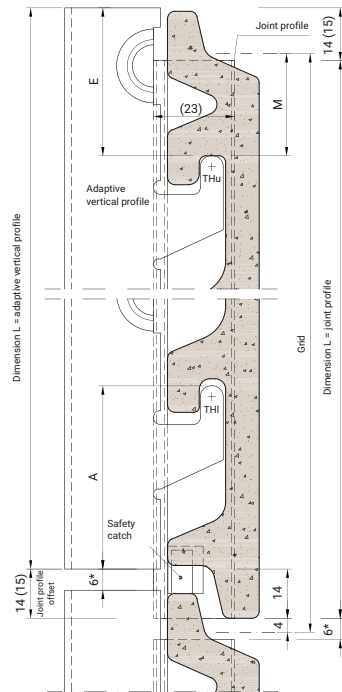 Joint profile
14 (15)
E
M
(23)
THu
Adaptive
vertical profile
Dimension L = adaptive vertical profile
Grid
Dimension L = joint profile
THl
A
Safety
catch
14 (15)
Joint profile
offset
6*
14
4
6*